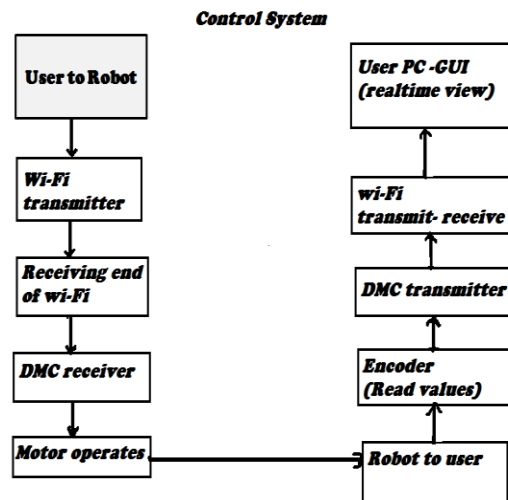 Control System
User to Robot
Wi-Fi
transmitter
Receiving end
of wi-Fi
DMC receiver
Motor operates
User PC -GUI
(realtime view)
wi-Fi
transmit- receive
DMC transmitter
Encoder
(Read values)
Robot to user